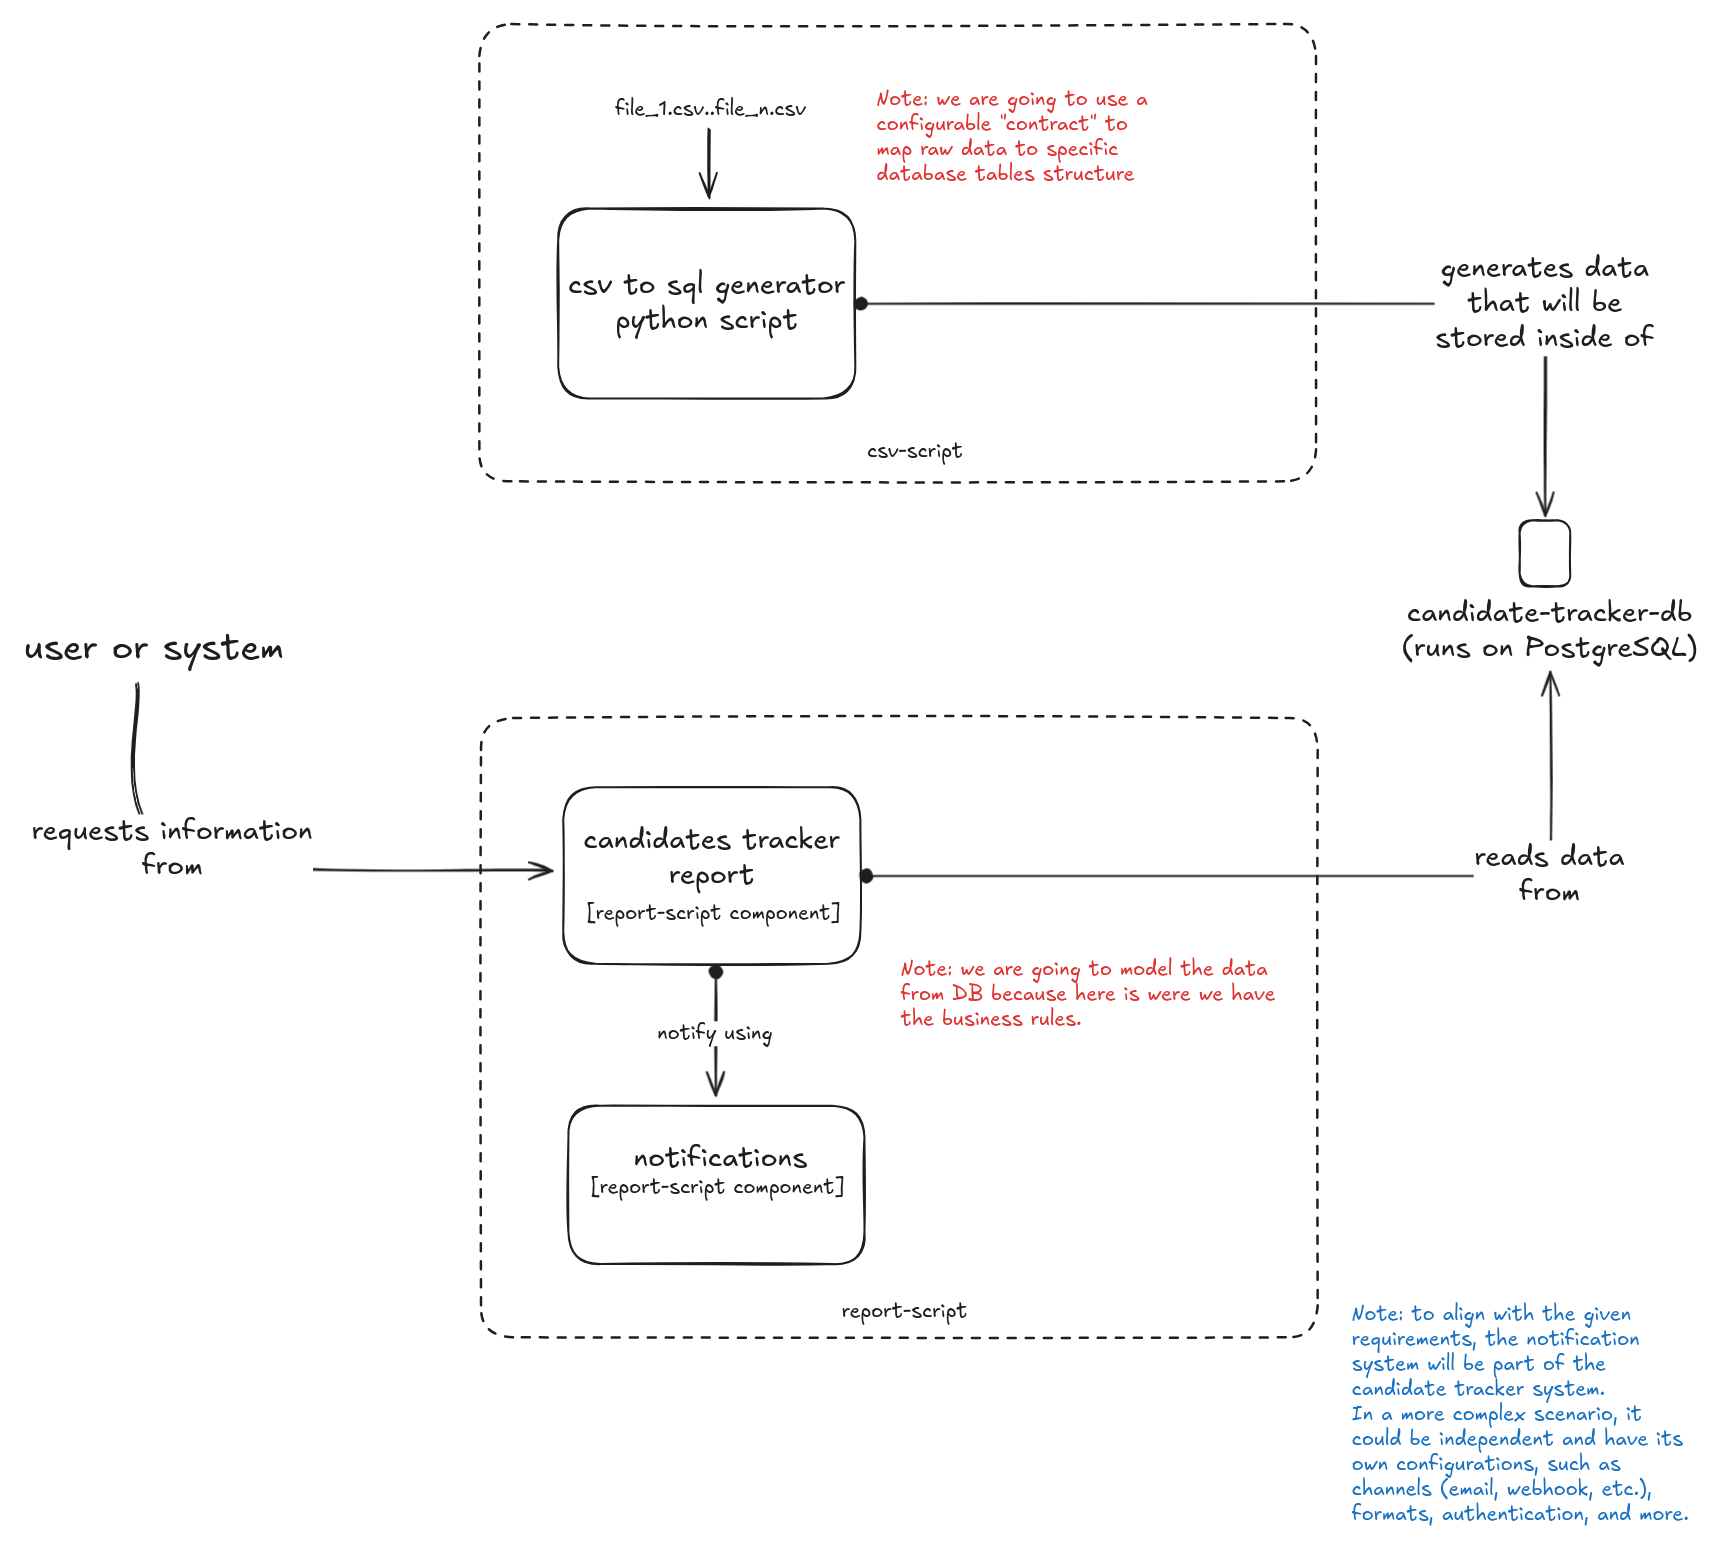 file_1.csv..file_n.csv
Note: we are going to use a
configurable "contract" to
map raw data to specific
database tables structure
csv to sql generator
python script
generates data
that will be
stored inside of
csv-script
candidate-tracker-db
(runs on PostgreSQL)
user or system
requests information
from
candidates tracker
report
[report-script component]
reads data
from
Note: we are going to model the data
from DB because here is were we have
the business rules.
notify using
notifications
[report-script component]
report-script
Note: to align with the given
requirements, the notification
system will be part of the
candidate tracker system.
In a more complex scenario, it
could be independent and have its
own configurations, such as
channels (email, webhook, etc.),
formats, authentication, and more.